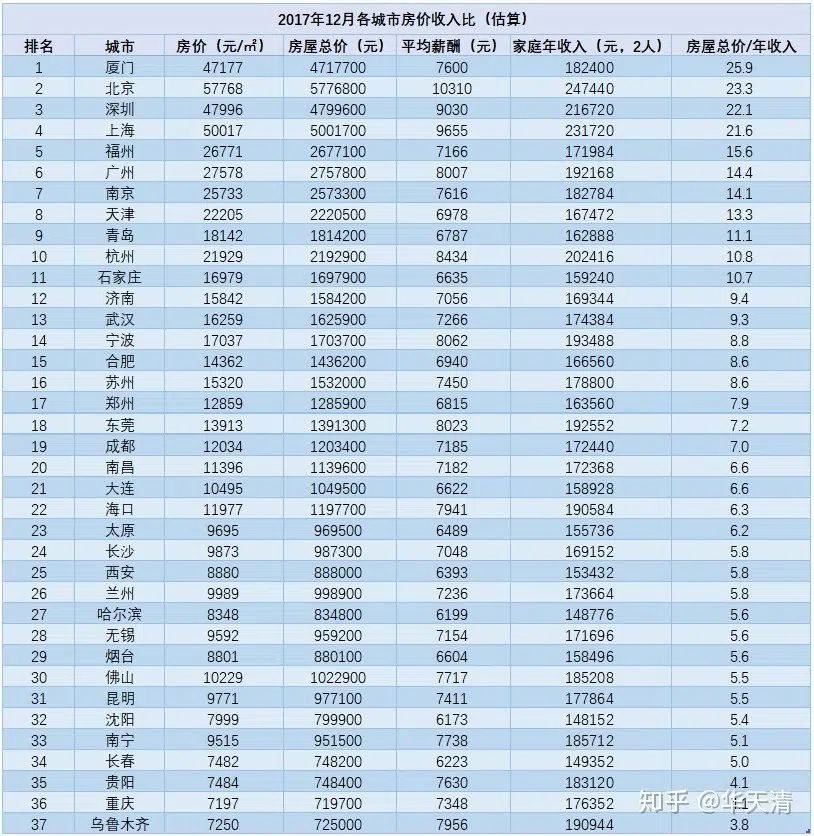 2017年12月各城市房价收入比（估算）
排名 城市 房价（元/㎡） 房屋总价（元） 平均薪酬（元） 家庭年收入（元，2人） 房屋总价/年收入
1 厦门 47177 4717700 7600 182400 25.9
2 北京 57768 5776800 10310 247440 23.3
3 深圳 47996 4799600 9030 216720 22.1
4 上海 50017 5001700 9655 231720 21.6
5 福州 26771 2677100 7166 171984 15.6
6 广州 27578 2757800 8007 192168 14.4
7 南京 25733 2573300 7616 182784 14.1
8 天津 22205 2220500 6978 167472 13.3
9 青岛 18142 1814200 6787 162888 11.1
10 杭州 21929 2192900 8434 202416 10.8
11 石家庄 16979 1697900 6635 159240 10.7
12 济南 15842 1584200 7056 169344 9.4
13 武汉 16259 1625900 7266 174384 9.3
14 宁波 17037 1703700 8062 193488 8.8
15 合肥 14362 1436200 6940 166560 8.6
16 苏州 15320 1532000 7450 178800 8.6
17 郑州 12859 1285900 6815 163560 7.9
18 东莞 13913 1391300 8023 192552 7.2
19 成都 12034 1203400 7185 172440 7.0
20 南昌 11396 1139600 7182 172368 6.6
21 大连 10495 1049500 6622 158928 6.6
22 海口 11977 1197700 7941 190584 6.3
23 太原 9695 969500 6489 155736 6.2
24 长沙 9873 987300 7048 169152 5.8
25 西安 8880 888000 6393 153432 5.8
26 兰州 9989 998900 7236 173664 5.8
27 哈尔滨 8348 834800 6199 148776 5.6
28 无锡 9592 959200 7154 171696 5.6
29 烟台 8801 880100 6604 158496 5.6
30 佛山 10229 1022900 7717 185208 5.5
31 昆明 9771 977100 7411 177864 5.5
32 沈阳 7999 799900 6173 148152 5.4
33 南宁 9515 951500 7738 185712 5.1
34 长春 7482 748200 6223 149352 5.0
35 贵阳 7484 748400 7630 183120 4.1
36 重庆 7197 719700 7348 176352
37 乌鲁木齐 7250 725000 7956 190944 3.8
知乎 @华天清